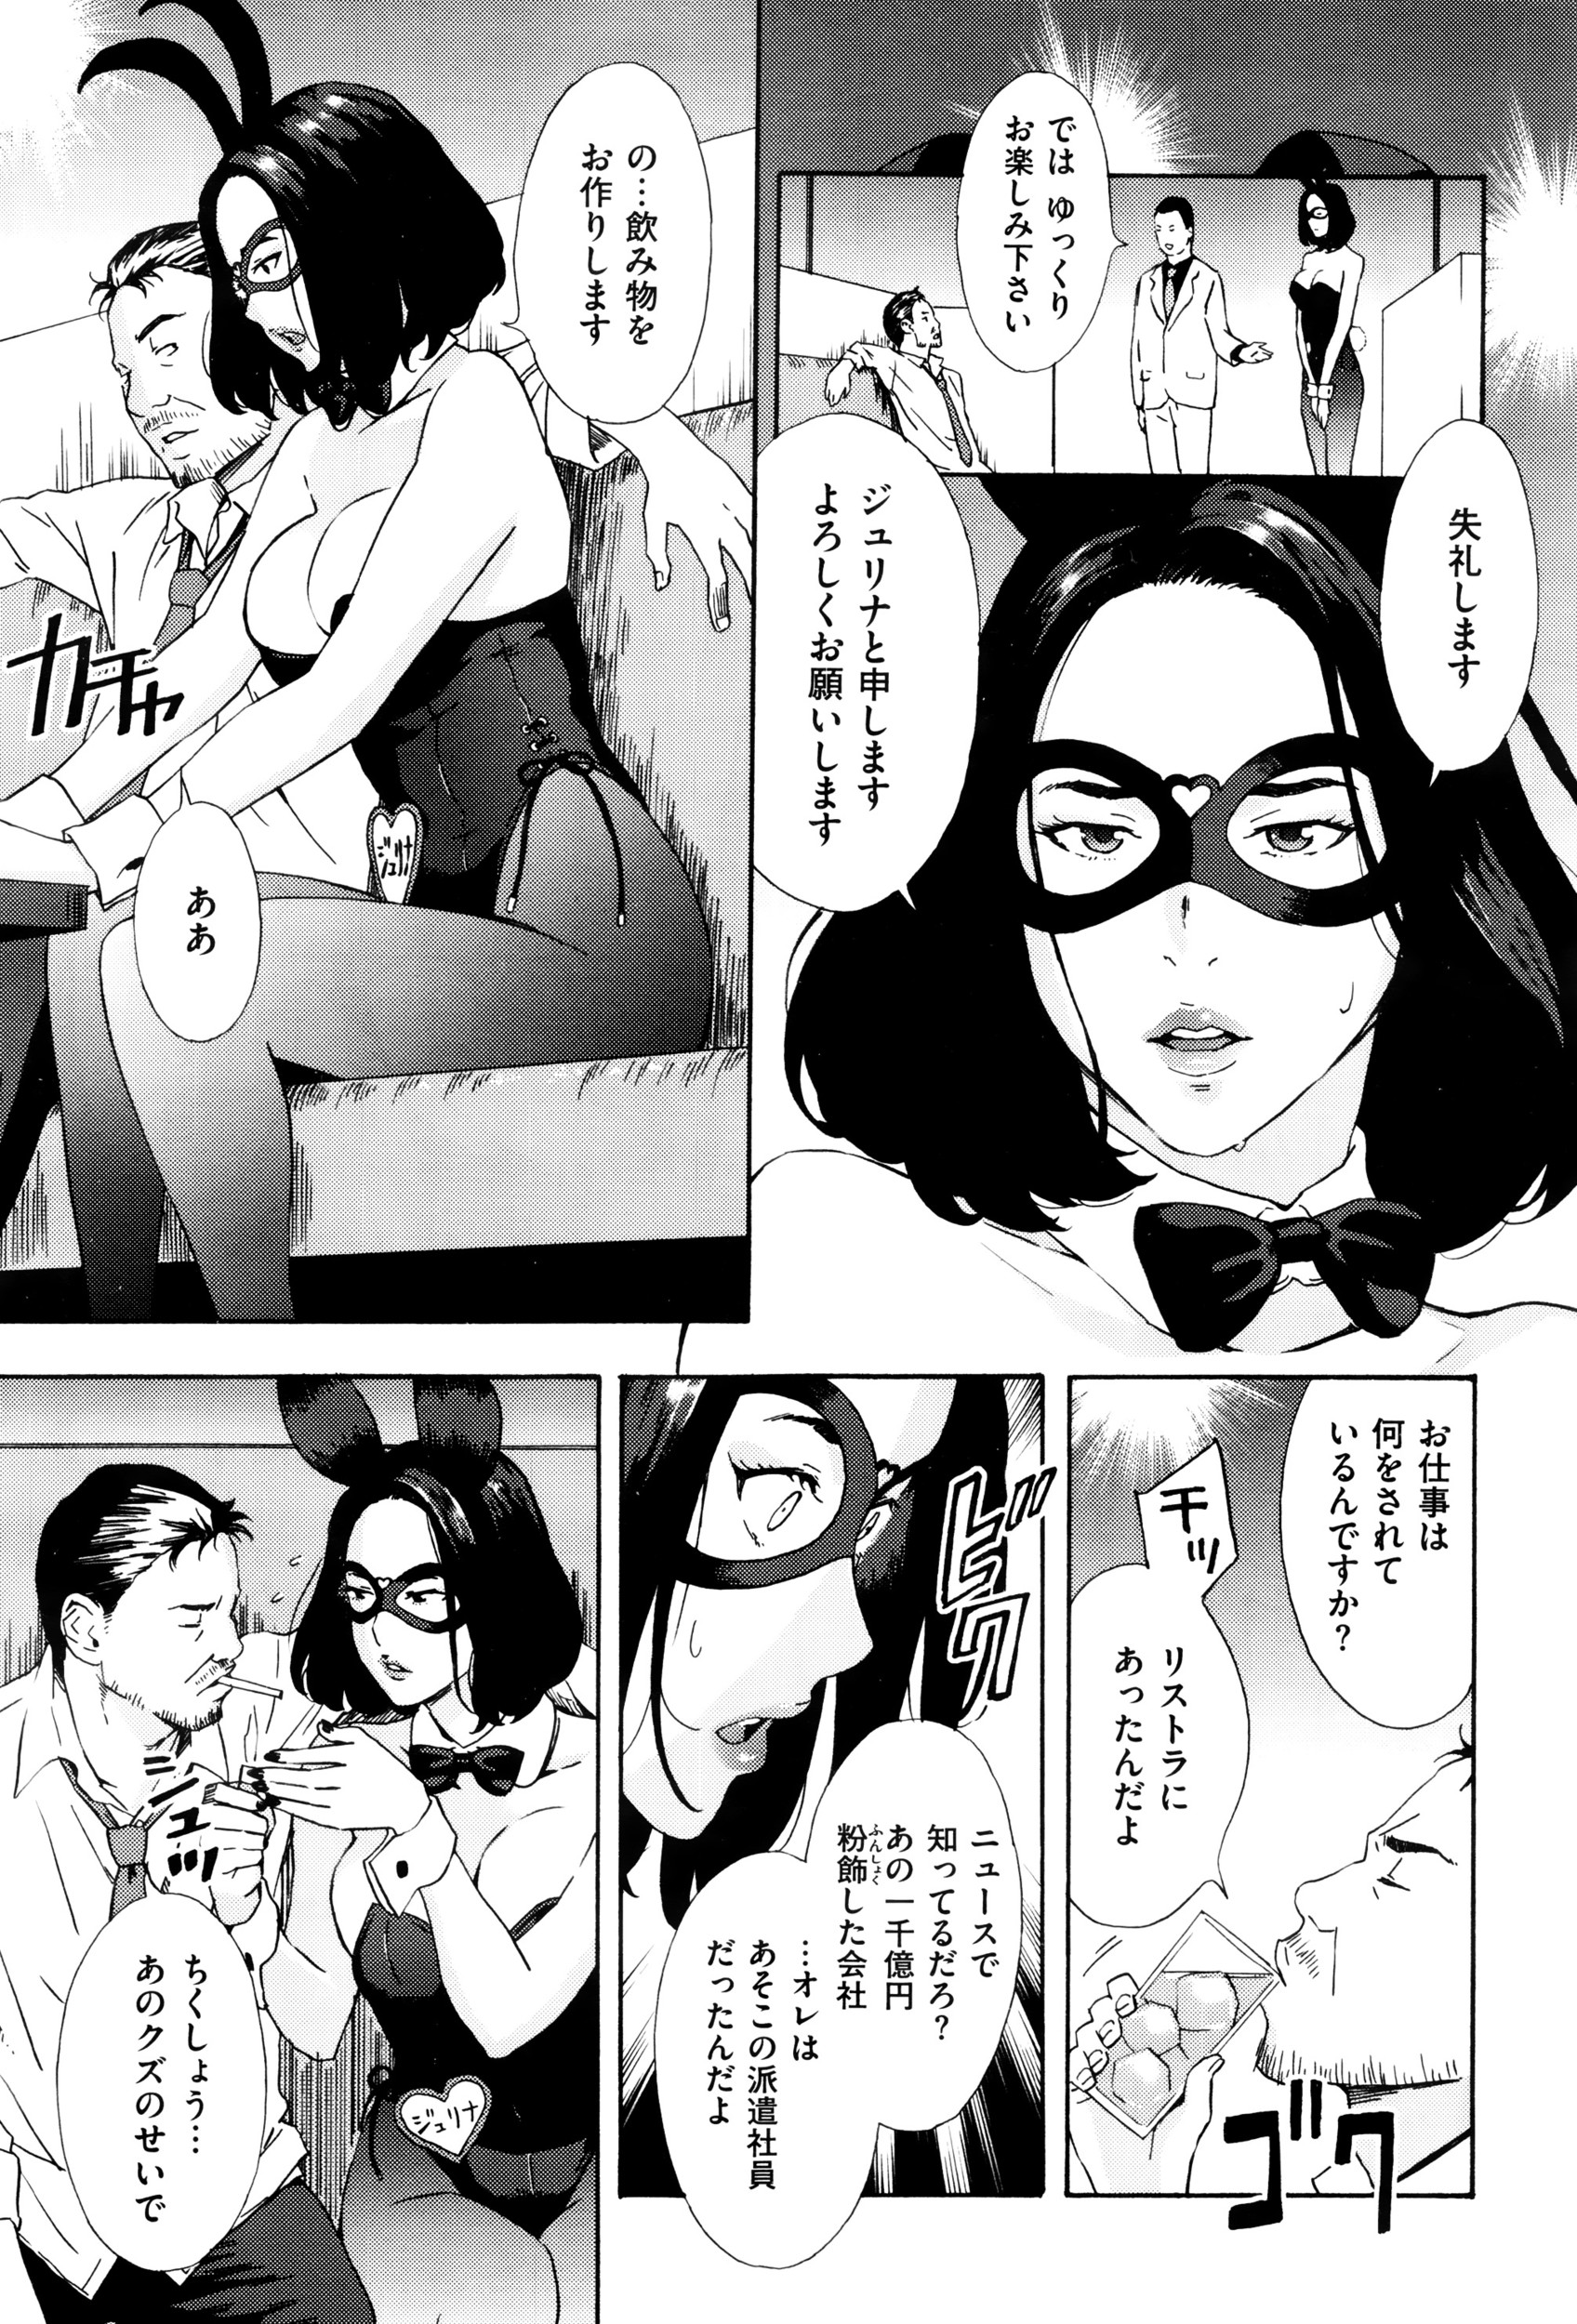 では ゆっくり
お楽しみ下さい
失礼します
ジュリナと申します
よろしくお願いします
の…飲み物を
お作りします
カチャ
ああ
ジュリナ
お仕事は
何をされて
いるんですか?
チッ
リストラに
あったんだよ
ゴク
ビクッ
ニュースで
知ってるだろ?
あの一千億円
粉飾した会社
ふんしょく
…オレは
あそこの派遣社員
だったんだよ
シュッ
ちくしょう…
あのクズのせいで
ジュリナ